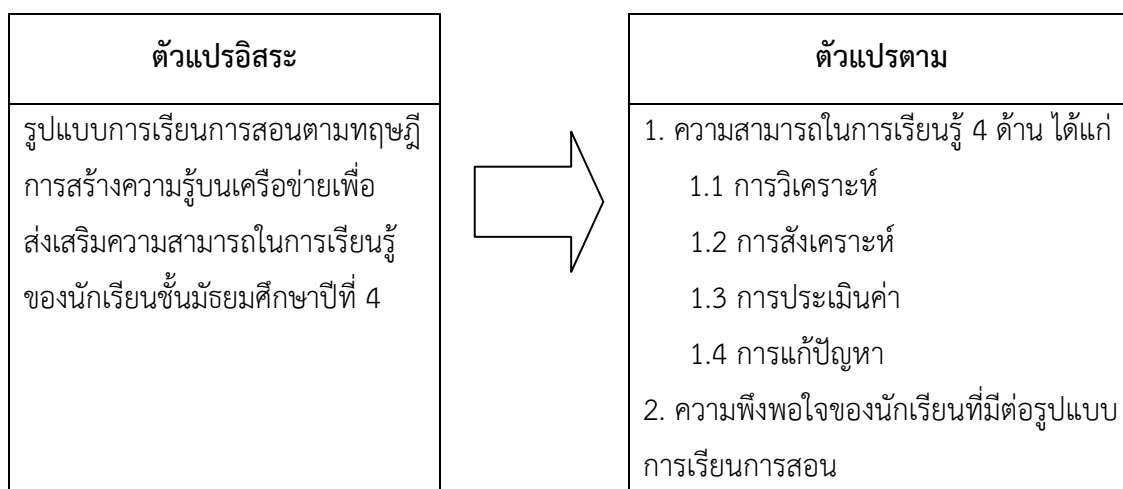 ตัวแปรอิสระ
รูปแบบการเรียนการสอนตามทฤษฎี
การสร้างความรู้บนเครือข่ายเพื่อ
ส่งเสริมความสามารถในการเรียนรู้
ของนักเรียนชั้นมัธยมศึกษาปีที่ 4
ตัวแปรตาม
1. ความสามารถในการเรียนรู้ 4 ด้าน ได้แก่
1.1 การวิเคราะห์
1.2 การสังเคราะห์
1.3 การประเมินค่า
1.4 การแก้ปัญหา
2. ความพึงพอใจของนักเรียนที่มีต่อรูปแบบ
การเรียนการสอน